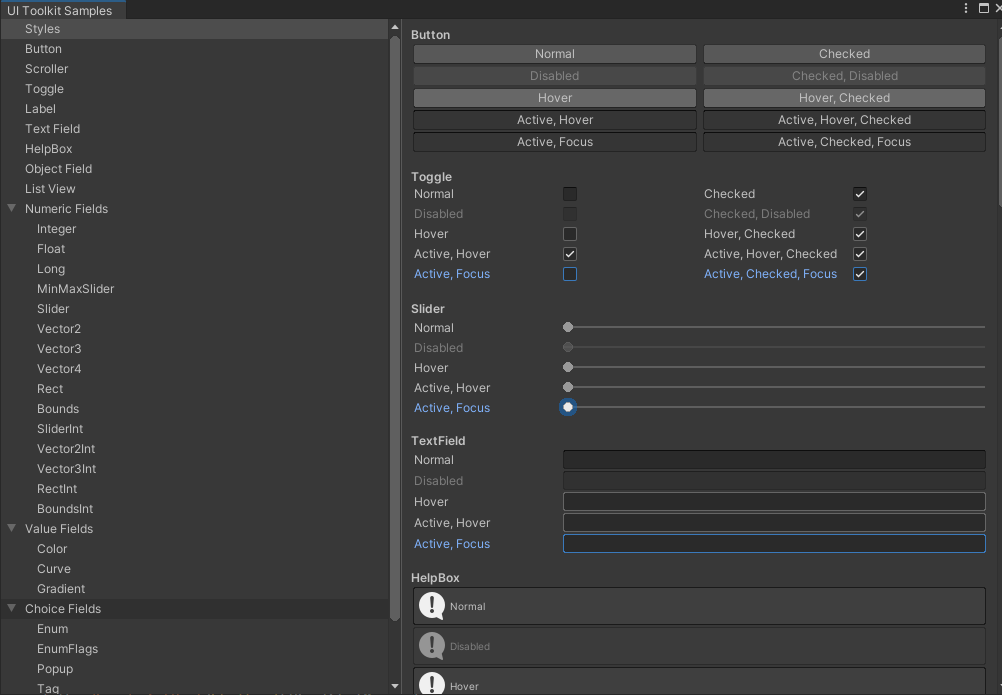 UI Toolkit Samples
Styles
Button
Scroller
Toggle
Label
Text Field
HelpBox
Object Field
List View
Numeric Fields
Integer
Float
Long
MinMaxSlider
Slider
Vector2
Vector3
Vector4
Rect
Bounds
SliderInt
Vector2Int
Vector3Int
RectInt
BoundsInt
Value Fields
Color
Curve
Gradient
Choice Fields
Enum
EnumFlags
Popup
Tag
Button
Normal Checked
Disabled Checked, Disabled
Hover Hover, Checked
Active, Hover Active, Hover, Checked
Active, Focus Active, Checked, Focus
Toggle
Normal Checked
Disabled Checked, Disabled
Hover Hover, Checked
Active, Hover Active, Hover, Checked
Active, Focus Active, Checked, Focus
Slider
Normal
Disabled
Hover
Active, Hover
Active, Focus
TextField
Normal
Disabled
Hover
Active, Hover
Active, Focus
HelpBox
Normal
Disabled
Hover